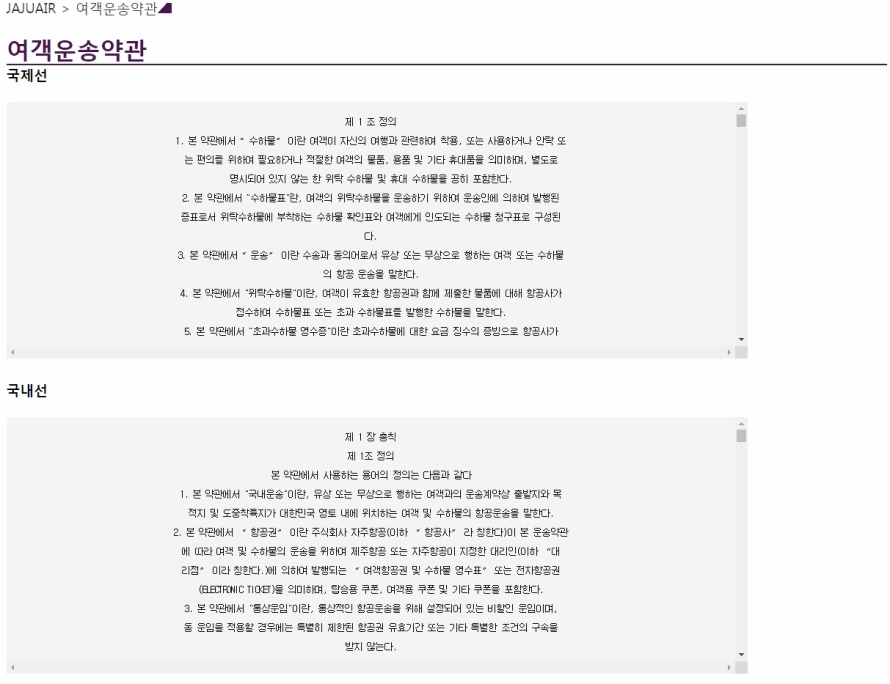 JAJUAIR > 여객운송약관
여객운송약관
국제선
제 1 조 정의
1. 본 약관에서 " 수하물" 이란 여객이 자신의 여행과 관련하여 착용, 또는 사용하거나 안락 또
는 편의를 위하여 필요하거나 적절한 여객의 물품, 용품 및 기타 휴대품을 의미하며, 별도로
명시되어 있지 않는 한 위탁 수하물 및 휴대 수하물을 공히 포함한다.
2. 본 약관에서 "수하물표"란, 여객의 위탁수하물을 운송하기 위하여 운송인에 의하여 발행된
증표로서 위탁수하물에 부착하는 수하물 확인표와 여객에게 인도되는 수하물 청구표로 구성된
다.
3. 본 약관에서 " 운송" 이란 수송과 동의어로서 유상 또는 무상으로 행하는 여객 또는 수하물
의 항공 운송을 말한다.
4. 본 약관에서 "위탁수하물"이란, 여객이 유효한 항공권과 함께 제출한 물품에 대해 항공사가
접수하여 수하물표 또는 초과 수하물표를 발행한 수하물을 말한다.
5. 본 약관에서 "초과수하물 영수증"이란 초과수하물에 대한 요금 징수의 증빙으로 항공사가
국내선
제 1 장 총칙
제 1조 정의
본 약관에서 사용하는 용어의 정의는 다음과 같다
1. 본 약관에서 "국내운송"이란, 유상 또는 무상으로 행하는 여객과의 운송계약상 출발지와 목
적지 및 도중착륙지가 대한민국 영토 내에 위치하는 여객 및 수하물의 항공운송을 말한다.
2. 본 약관에서 " 항공권" 이란 주식회사 자주항공(이하 " 항공사" 라 칭한다)이 본 운송약관
에 따라 여객 및 수하물의 운송을 위하여 제주항공 또는 자주항공이 지정한 대리인(이하 "대
리점" 이라 칭한다.)에 의하여 발행되는 " 여객항공권 및 수하물 영수표" 또는 전자항공권
(ELECTRONIC TICKET)을 의미하며, 탑승용 쿠폰, 여객용 쿠폰 및 기타 쿠폰을 포함한다.
3. 본 약관에서 "통상운임"이란, 통상적인 항공운송을 위해 설정되어 있는 비할인 운임이며,
동 운임을 적용할 경우에는 특별히 제한된 항공권 유효기간 또는 기타 특별한 조건의 구속을
받지 않는다.